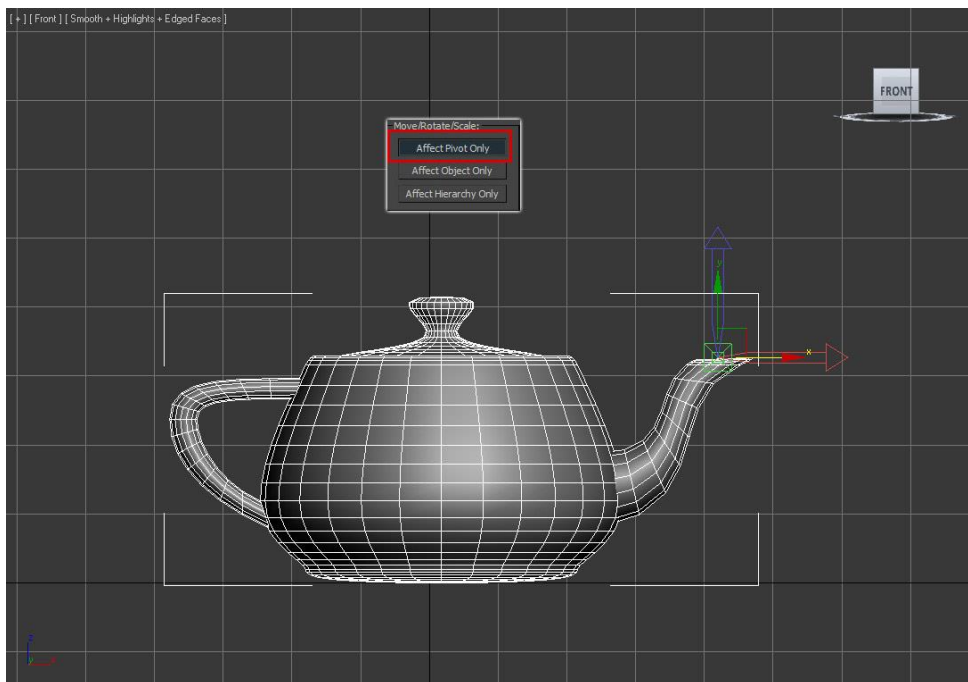 [ + ] [ Front ] [ Smooth + Highlights + Edged Faces ]
FRONT
Move/Rotate/Scale:
Affect Pivot Only
Affect Object Only
Affect Hierarchy Only
y
x
z
y
x